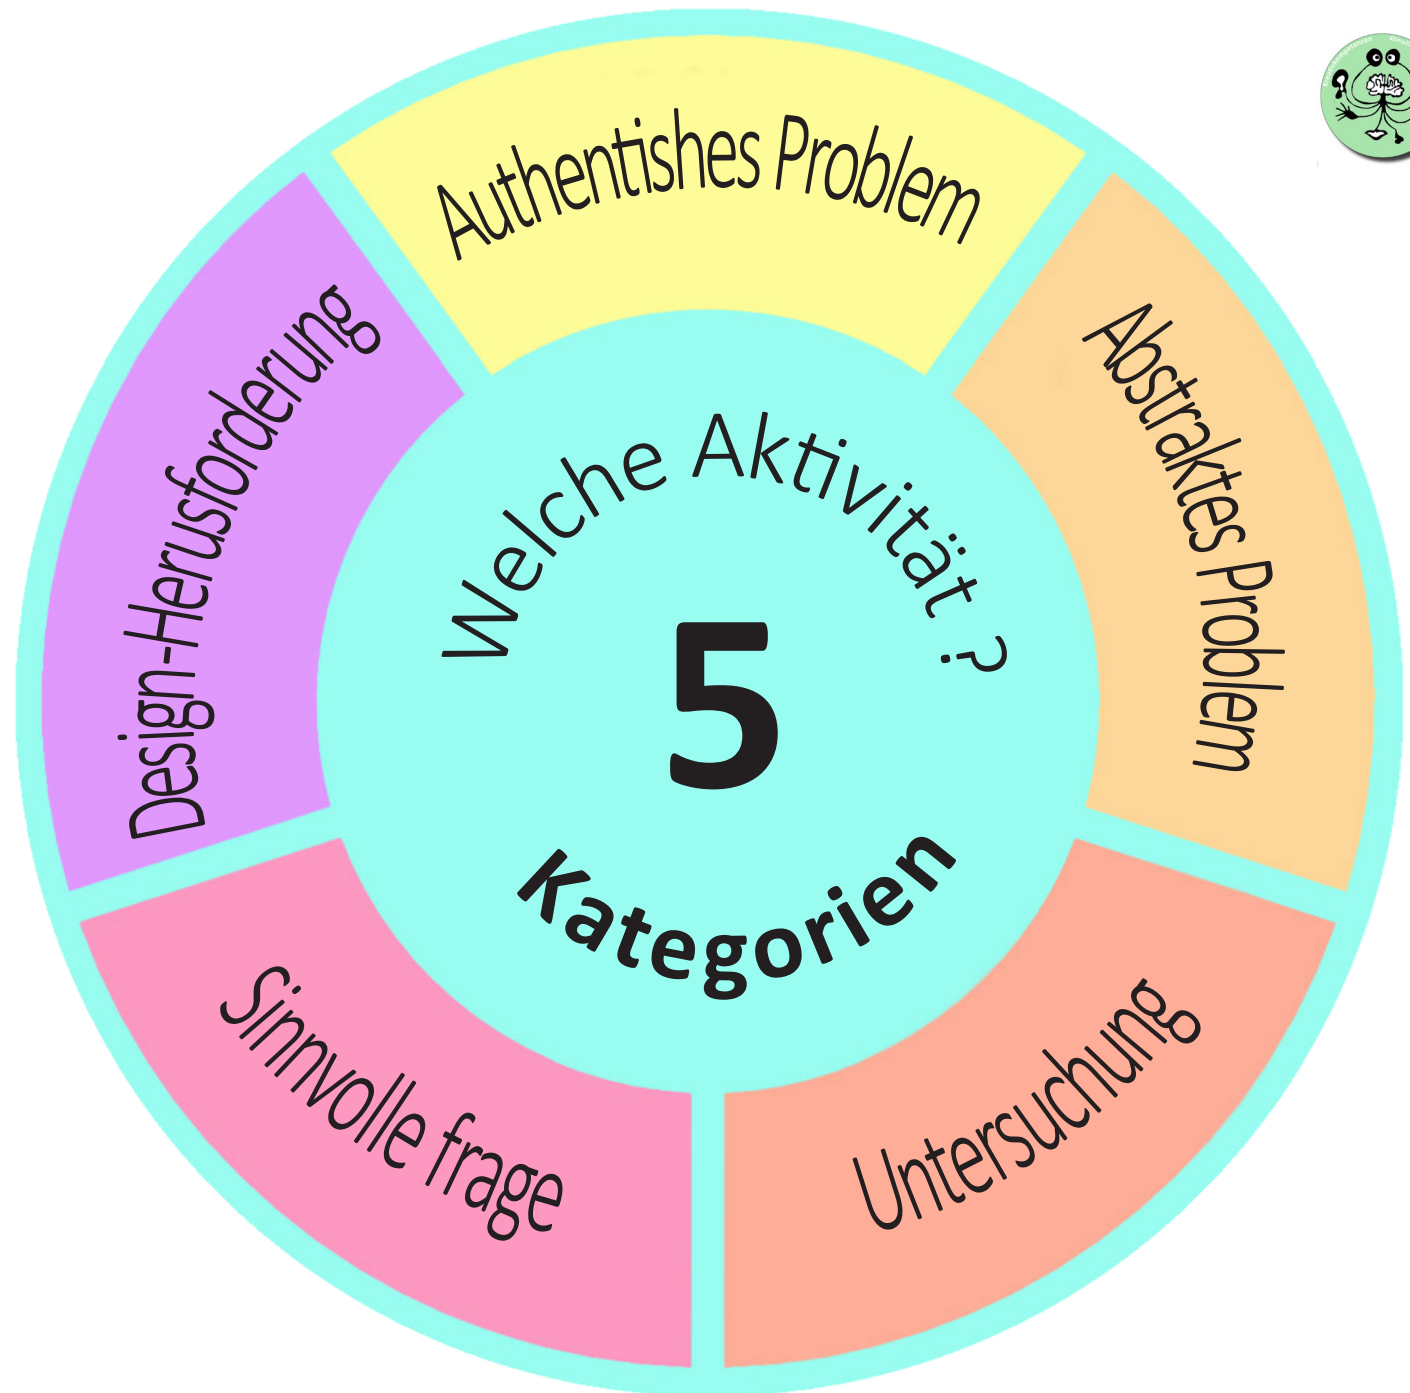 Authentishes Problem
Abstraktes Problem
Untersuchung
Sinnvolle frage
Design-Herusforderung
Welche Aktivität ?
5
Kategorien